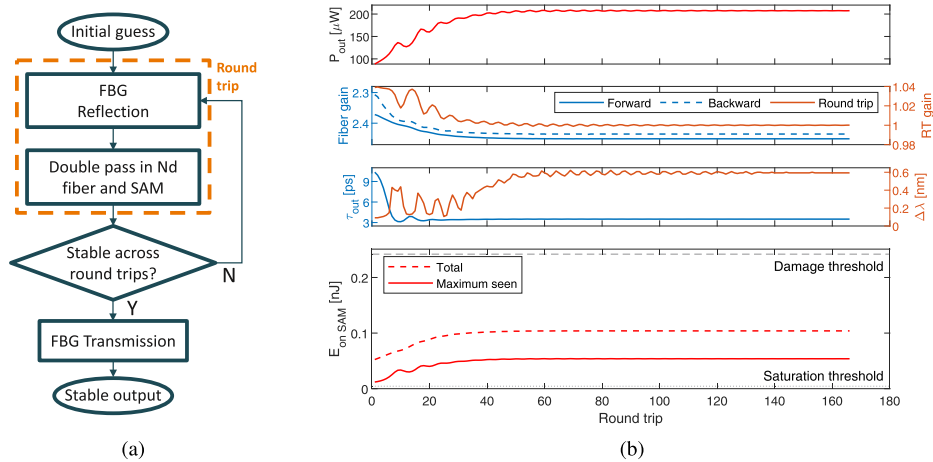 Initial guess
Round
trip
FBG
Reflection
Double pass in Nd
fiber and SAM
Stable across
round trips?
N
Y
FBG Transmission
Stable output
(a)
P_out [μW]
200
150
100
Fiber gain
2.3
2.4
Forward
Backward
Round trip
1.04
1.02
1
0.98
RT gain
τ_out [ps]
9
6
3
0.6
0.4
0.2
0
Δλ [nm]
E_on SAM [nJ]
0.2
0.1
0
Total
Maximum seen
Damage threshold
Saturation threshold
0 20 40 60 80 100 120 140 160 180
Round trip
(b)